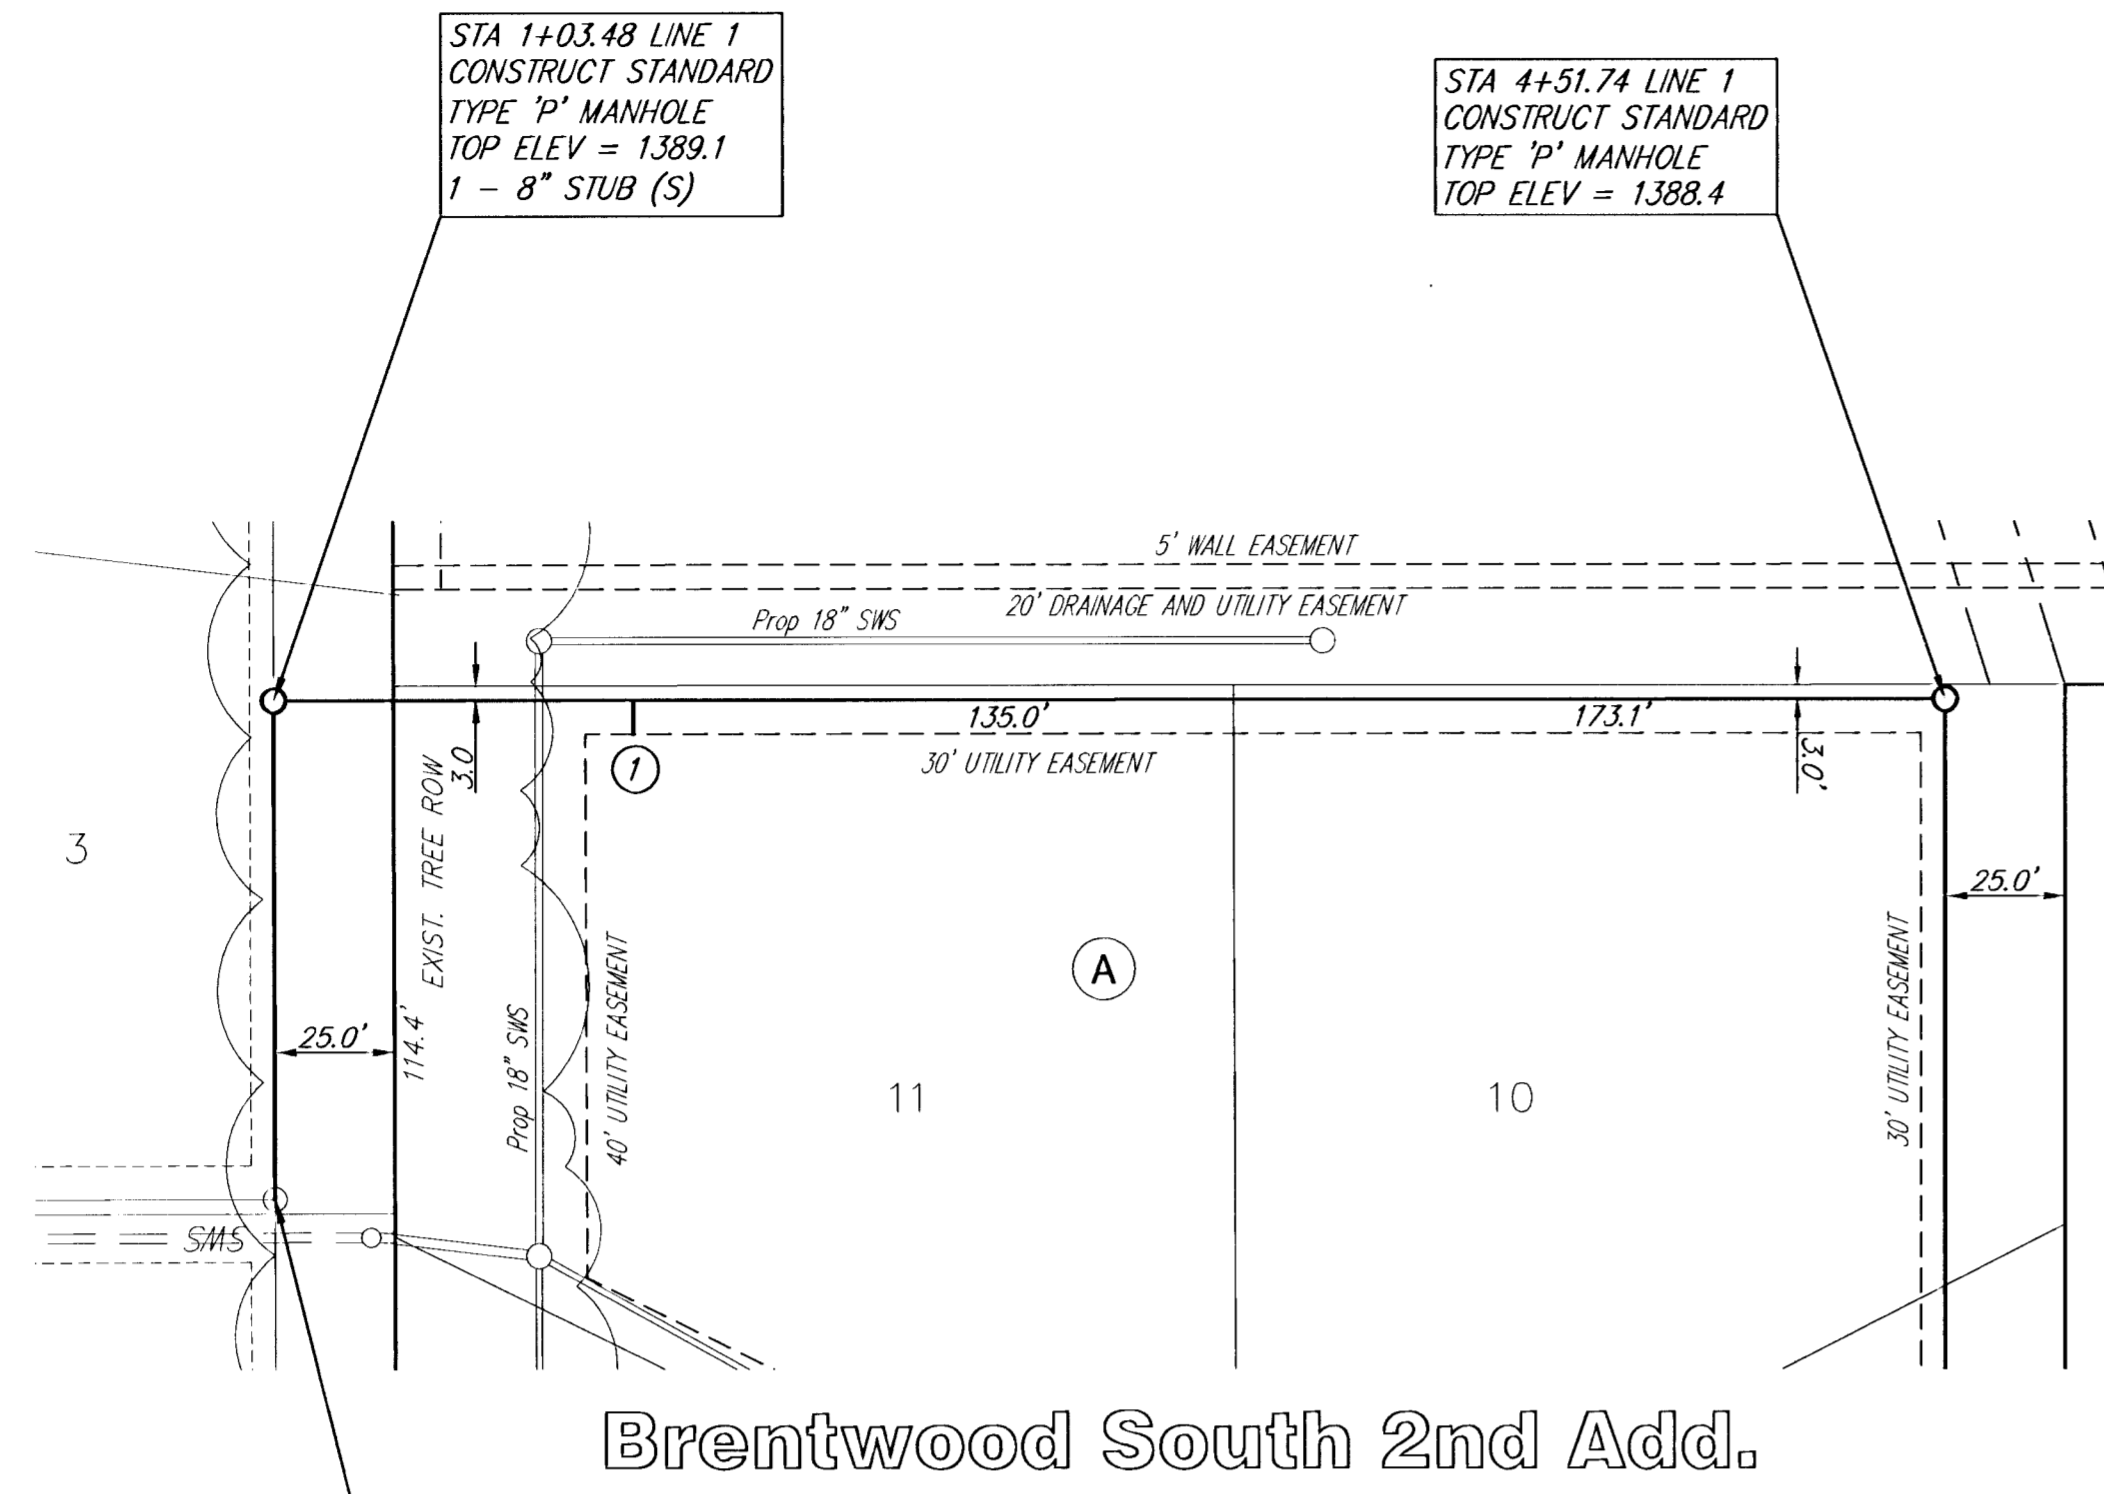 STA 1+03.48 LINE 1
CONSTRUCT STANDARD
TYPE 'P' MANHOLE
TOP ELEV = 1389.1
1 - 8" STUB (S)
STA 4+51.74 LINE 1
CONSTRUCT STANDARD
TYPE 'P' MANHOLE
TOP ELEV = 1388.4
5' WALL EASEMENT
20' DRAINAGE AND UTILITY EASEMENT
Prop 18" SWS
135.0'
173.1'
3.0
1
30' UTILITY EASEMENT
3.0'
EXIST. TREE ROW
3
25.0'
A
40' UTILITY EASEMENT
30' UTILITY EASEMENT
114.4'
25.0'
Prop 18" SWS
11
10
SMS
Brentwood South 2nd Add.